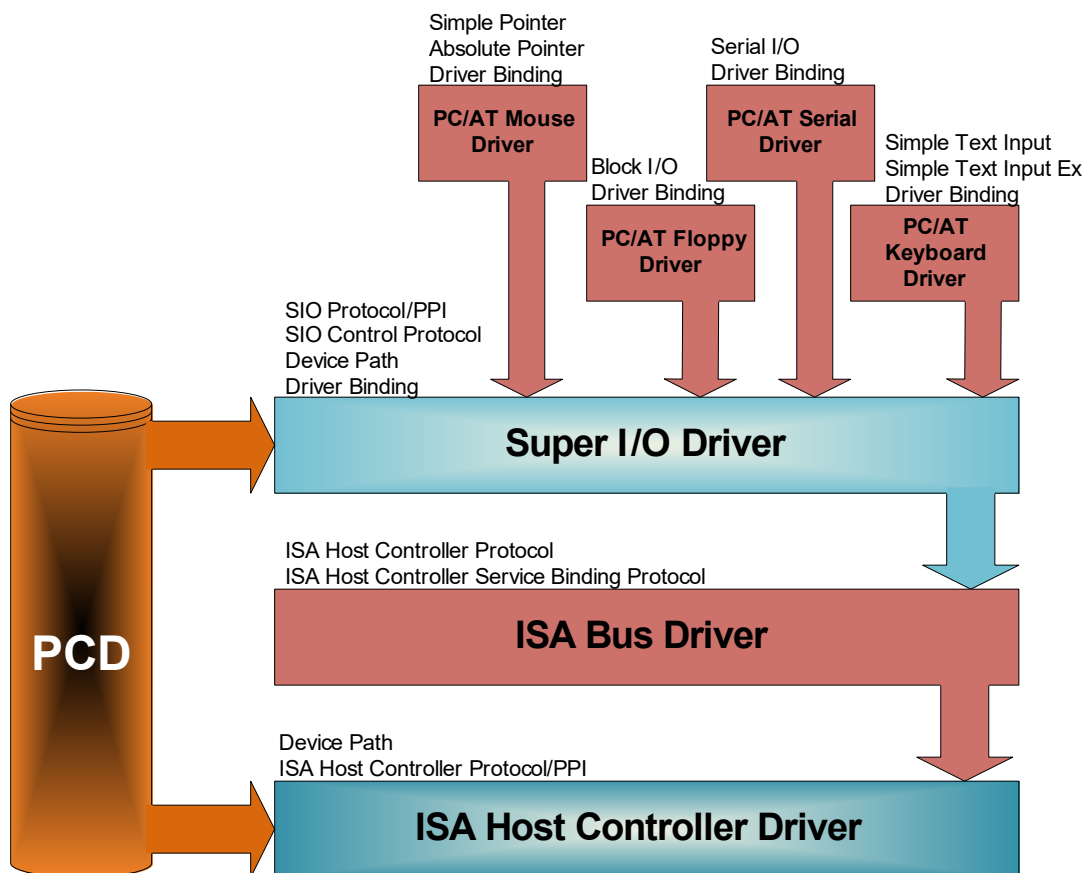 Simple Pointer
Absolute Pointer
Driver Binding
PC/AT Mouse
Driver
Serial I/O
Driver Binding
PC/AT Serial
Driver
Block I/O
Driver Binding
PC/AT Floppy
Driver
Simple Text Input
Simple Text Input Ex
Driver Binding
PC/AT
Keyboard
Driver
SIO Protocol/PPI
SIO Control Protocol
Device Path
Driver Binding
Super I/O Driver
ISA Host Controller Protocol
ISA Host Controller Service Binding Protocol
ISA Bus Driver
PCD
Device Path
ISA Host Controller Protocol/PPI
ISA Host Controller Driver